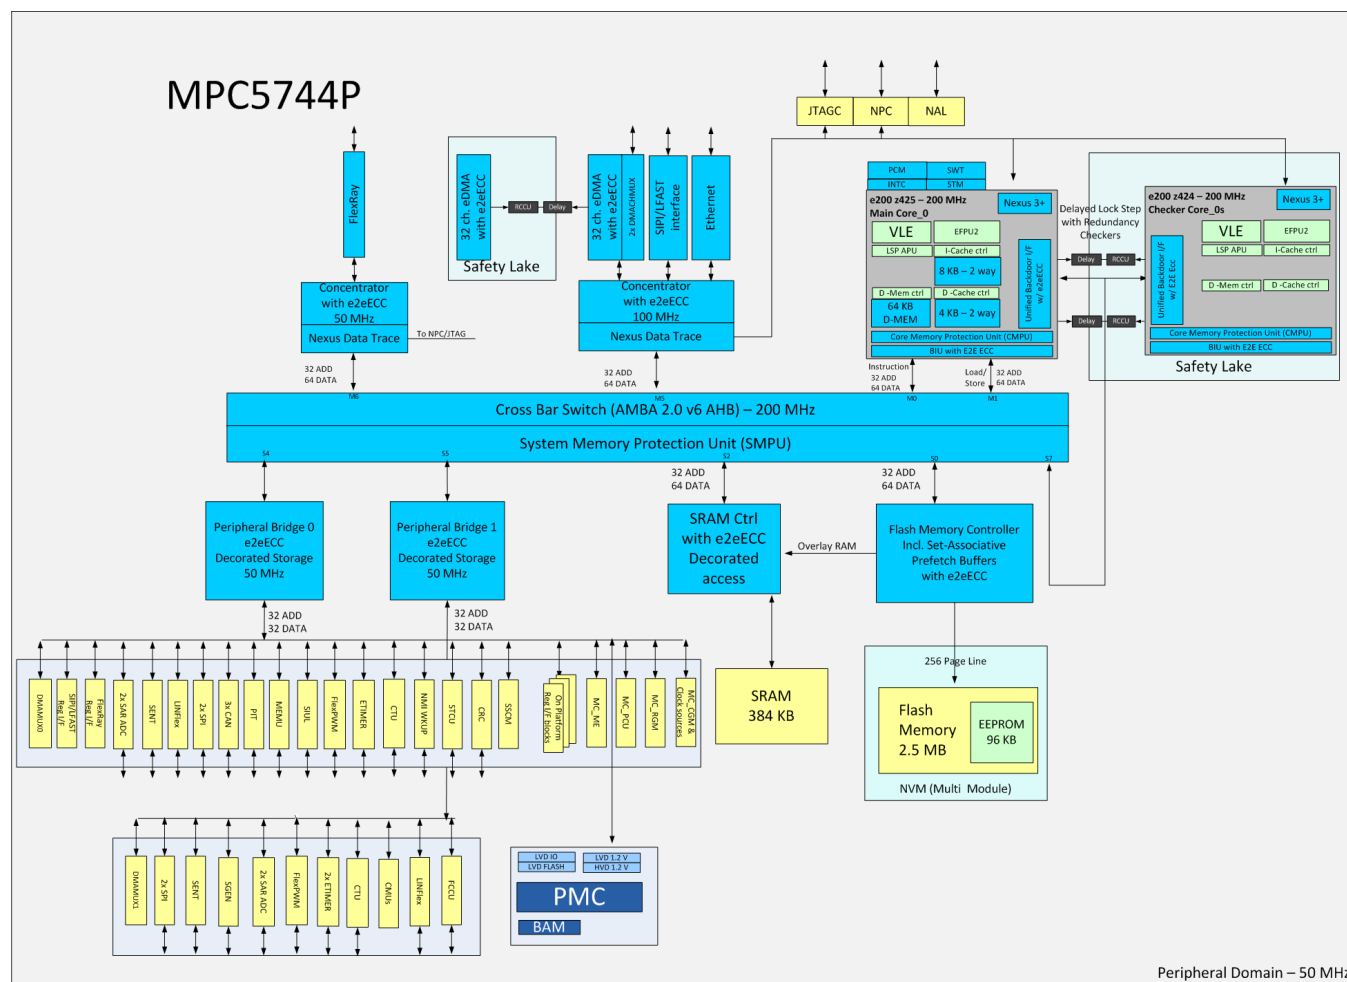 MPC5744P
JTAGC
NPC
NAL
FlexRay
32 ch. eDMA
with e2eECC
RCCU
Delay
Safety Lake
32 ch. eDMA
with e2eECC
2x DMACHMUX
SIPI/LFAST
interface
Ethernet
PCM
SWT
INTC
STM
e200 z425 – 200 MHz
Main Core_0
Nexus 3+
VLE
EFPU2
LSP APU
I-Cache ctrl
8 KB – 2 way
D -Mem ctrl
D -Cache ctrl
64 KB
D-MEM
4 KB – 2 way
Unified Backdoor I/F
w/ e2eECC
Core Memory Protection Unit (CMPU)
BIU with E2E ECC
Delayed Lock Step
with Redundancy
Checkers
Delay
RCCU
Delay
RCCU
e200 z424 – 200 MHz
Checker Core_0s
Nexus 3+
VLE
EFPU2
LSP APU
I-Cache ctrl
D -Mem ctrl
D -Cache ctrl
Unified Backdoor I/F
w/ E2E Ecc
Core Memory Protection Unit (CMPU)
BIU with E2E ECC
Safety Lake
Concentrator
with e2eECC
50 MHz
Nexus Data Trace
To NPC/JTAG
Concentrator
with e2eECC
100 MHz
Nexus Data Trace
32 ADD
64 DATA
M6
32 ADD
64 DATA
M5
Instruction
32 ADD
64 DATA
M0
Load/
Store
32 ADD
64 DATA
M1
Cross Bar Switch (AMBA 2.0 v6 AHB) – 200 MHz
System Memory Protection Unit (SMPU)
S4
S5
S2
S0
S7
32 ADD
64 DATA
32 ADD
64 DATA
Peripheral Bridge 0
e2eECC
Decorated Storage
50 MHz
Peripheral Bridge 1
e2eECC
Decorated Storage
50 MHz
SRAM Ctrl
with e2eECC
Decorated
access
Overlay RAM
Flash Memory Controller
Incl. Set-Associative
Prefetch Buffers
with e2eECC
32 ADD
32 DATA
32 ADD
32 DATA
DMAMUX0
SIPI/LFAST
Reg I/F
FlexRay
Reg I/F
2x SAR ADC
SENT
LINFlex
2x SPI
3x CAN
PIT
MEMU
SIUL
FlexPWM
ETIMER
CTU
NMI WKUP
STCU
CRC
SSCM
On Platform
Reg I/F blocks
MC_ME
MC_PCU
MC_RGM
MC_CGM &
Clock sources
SRAM
384 KB
256 Page Line
Flash
Memory
2.5 MB
EEPROM
96 KB
NVM (Multi Module)
DMAMUX1
2x SPI
SENT
SGEN
2x SAR ADC
FlexPWM
2x ETIMER
CTU
CMUs
LINFlex
FCCU
LVD IO
LVD 1.2 V
LVD FLASH
HVD 1.2 V
PMC
BAM
Peripheral Domain – 50 MHz